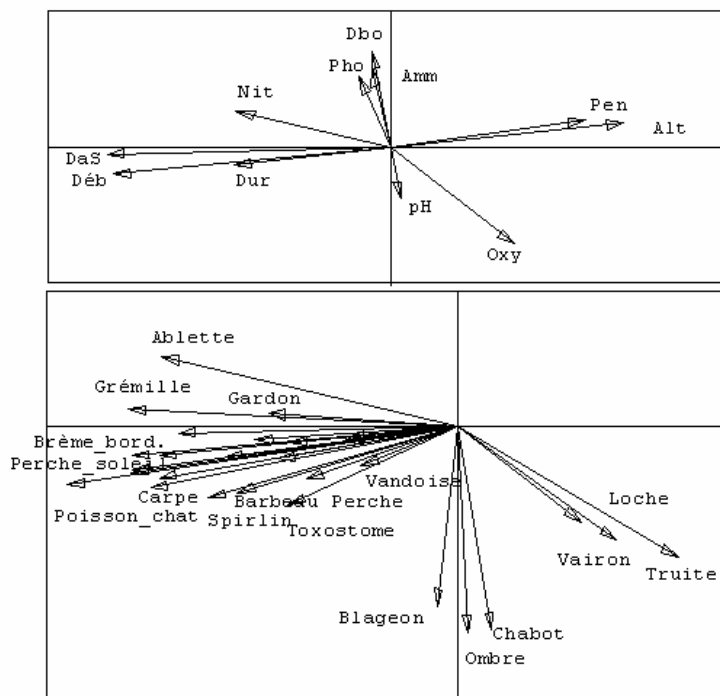 Dbo
Pho Amm
Nit
Pen
Alt
DaS
Déb Dur
pH
Oxy
Ablette
Grémille
Gardon
Brème_bord.
Perche_soleil
Vandoise
Carpe Barbeau Perche
Loche
Poisson_chat Spirlin
Toxostome
Vairon
Truite
Blageon
Chabot
Ombre